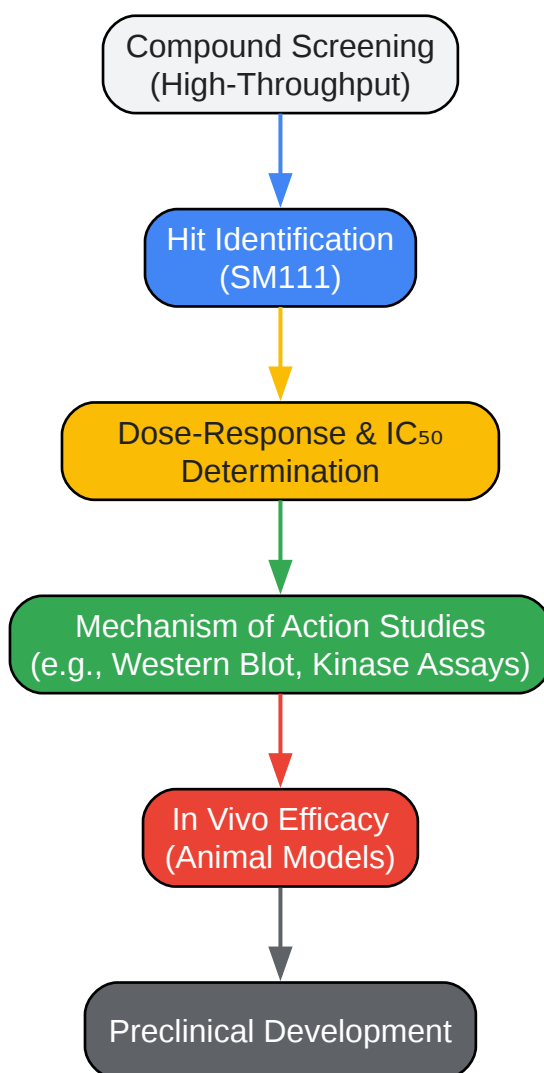 Compound Screening
(High-Throughput)
Hit Identification
(SM111)
Dose-Response & IC₅₀
Determination
Mechanism of Action Studies
(e.g., Western Blot, Kinase Assays)
In Vivo Efficacy
(Animal Models)
Preclinical Development